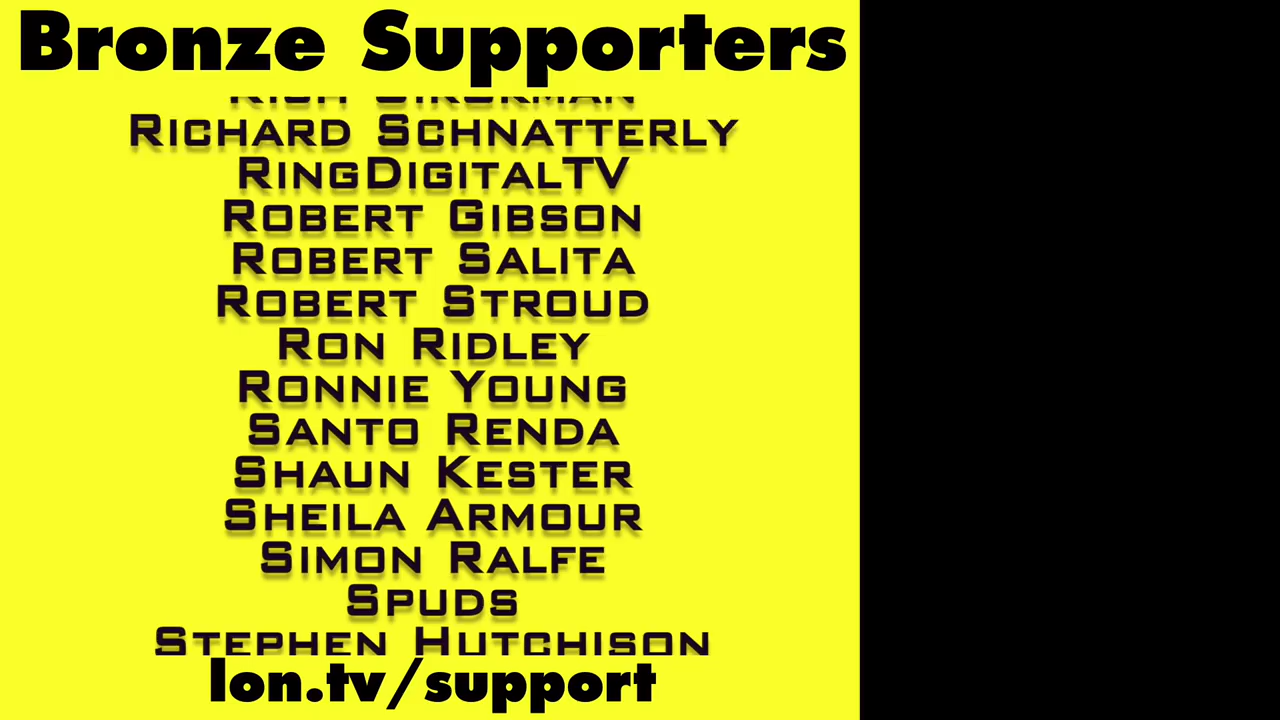 Bronze Supporters
Richard Schnatterly
RingDigitalTV
Robert Gibson
Robert Salita
Robert Stroud
Ron Ridley
Ronnie Young
Santo Renda
Shaun Kester
Sheila Armour
Simon Ralfe
Spuds
Stephen Hutchison
lon.tv/support